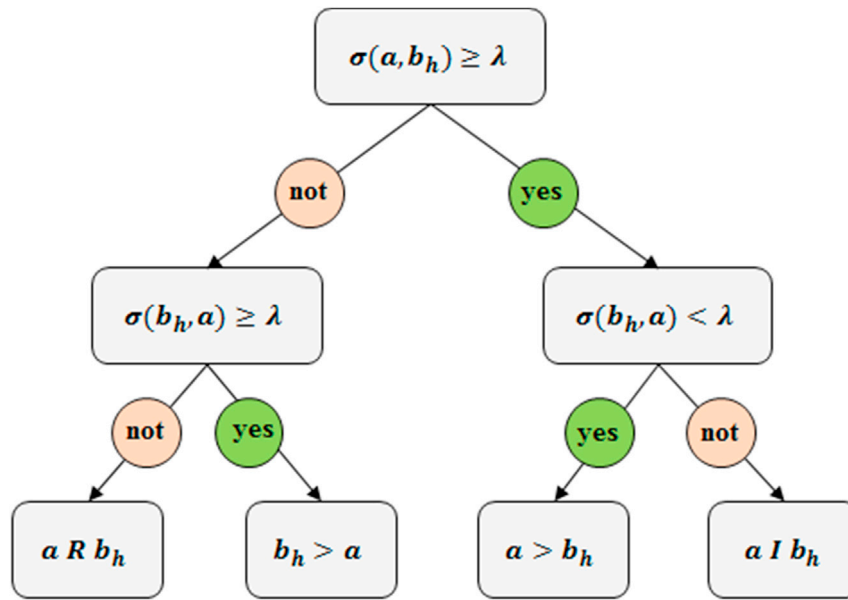 σ(a, b_h) ≥ λ
not
yes
σ(b_h, a) ≥ λ
σ(b_h, a) < λ
not
yes
yes
not
a R b_h
b_h > a
a > b_h
a I b_h